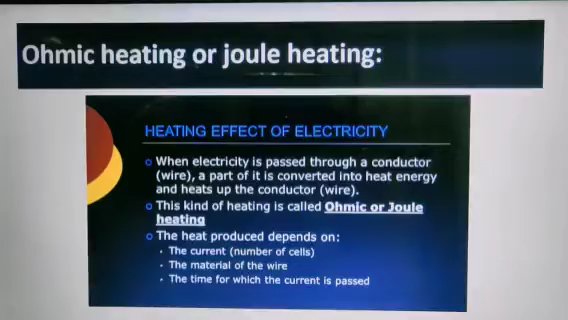 Ohmic heating or joule heating:
HEATING EFFECT OF ELECTRICITY
When electricity is passed through a conductor
(wire), a part of it is converted into heat energy
and heats up the conductor (wire).
This kind of heating is called Ohmic or Joule
heating
The heat produced depends on:
The current (number of cells)
The material of the wire
The time for which the current is passed